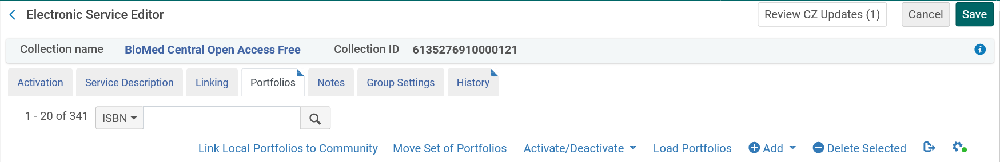 Electronic Service Editor Review CZ Updates (1) Cancel Save
Collection name BioMed Central Open Access Free Collection ID 6135276910000121
Activation Service Description Linking Portfolios Notes Group Settings History
1 - 20 of 341 ISBN
Link Local Portfolios to Community Move Set of Portfolios Activate/Deactivate Load Portfolios Add Delete Selected